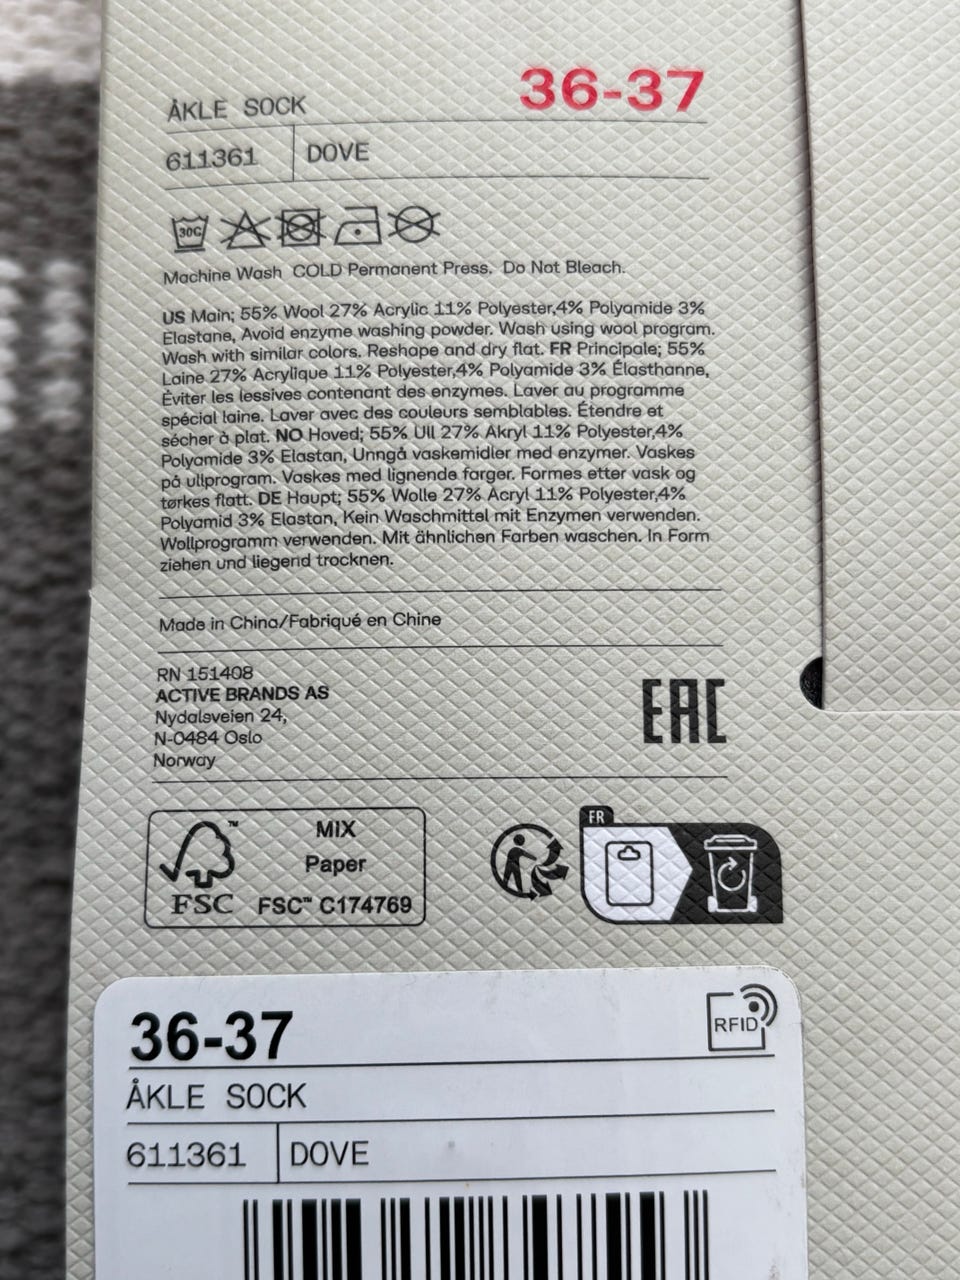 ÅKLE SOCK 36-37
611361 DOVE
30C
Machine Wash COLD Permanent Press. Do Not Bleach.
US Main; 55% Wool 27% Acrylic 11% Polyester,4% Polyamide 3%
Elastane, Avoid enzyme washing powder. Wash using wool program.
Wash with similar colors. Reshape and dry flat. FR Principale; 55%
Laine 27% Acrylique 11% Polyester,4% Polyamide 3% Élasthanne,
Éviter les lessives contenant des enzymes. Laver au programme
spécial laine. Laver avec des couleurs semblables. Étendre et
sécher à plat. NO Hoved; 55% Ull 27% Akryl 11% Polyester,4%
Polyamide 3% Elastan, Unngå vaskemidler med enzymer. Vaskes
på ullprogram. Vaskes med lignende farger. Formes etter vask og
tørkes flatt. DE Haupt; 55% Wolle 27% Acryl 11% Polyester,4%
Polyamid 3% Elastan, Kein Waschmittel mit Enzymen verwenden.
Wollprogramm verwenden. Mit ähnlichen Farben waschen. In Form
ziehen und liegend trocknen.
Made in China/Fabriqué en Chine
RN 151408
ACTIVE BRANDS AS
Nydalsveien 24,
N-0484 Oslo
Norway
EAC
FSC™
MIX
Paper
FSC™ C174769
FR
36-37
RFID
ÅKLE SOCK
611361 DOVE